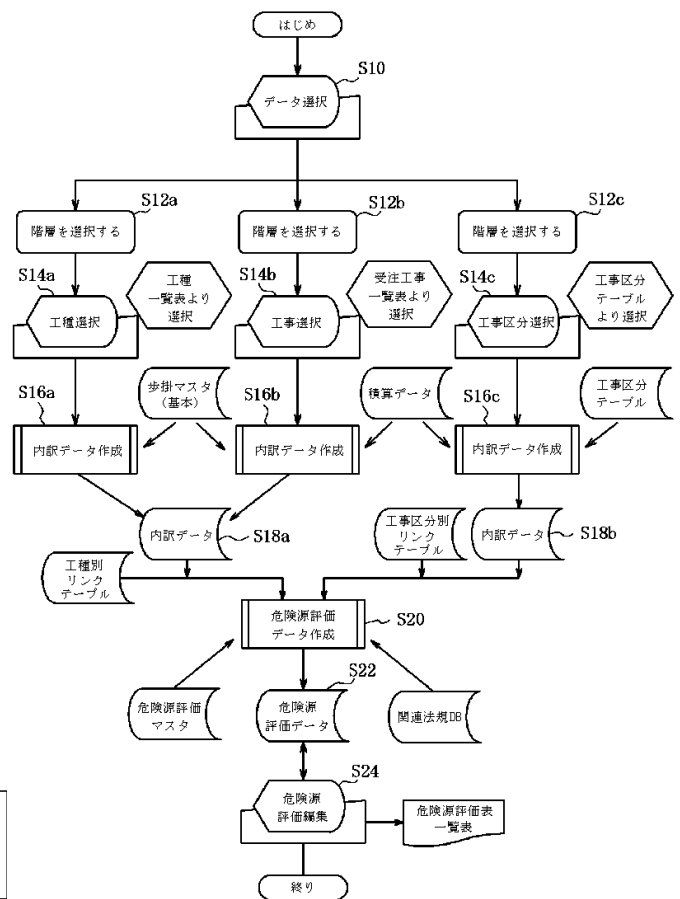 はじめ
S10
データ選択
S12a
S12b
S12c
階層を選択する
階層を選択する
階層を選択する
S14a
工種
一覧表より
選択
S14b
受注工事
一覧表より
選択
S14c
工事区分
テーブル
より選択
工種選択
工事選択
工事区分選択
S16a
歩掛マスタ
(基本)
S16b
積算データ
S16c
工事区分
テーブル
内訳データ作成
内訳データ作成
内訳データ作成
内訳データ
S18a
工事区分別
リンク
テーブル
内訳データ
S18b
工種別
リンク
テーブル
危険源評価
データ作成
S20
S22
危険源評価
マスタ
危険源
評価データ
関連法規DB
S24
危険源
評価編集
危険源評価表
一覧表
終り